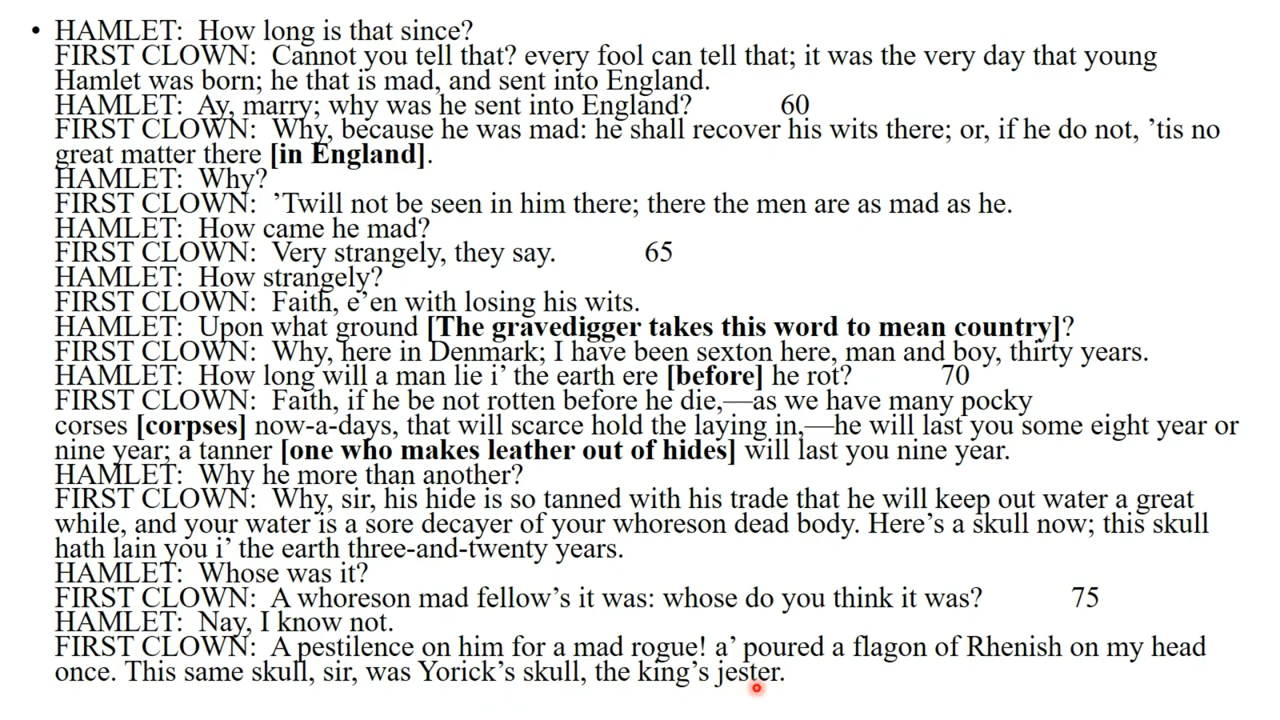 • HAMLET: How long is that since?
FIRST CLOWN: Cannot you tell that? every fool can tell that; it was the very day that young
Hamlet was born; he that is mad, and sent into England.
HAMLET: Ay, marry; why was he sent into England? 60
FIRST CLOWN: Why, because he was mad: he shall recover his wits there; or, if he do not, ’tis no
great matter there [in England].
HAMLET: Why?
FIRST CLOWN: ’Twill not be seen in him there; there the men are as mad as he.
HAMLET: How came he mad?
FIRST CLOWN: Very strangely, they say. 65
HAMLET: How strangely?
FIRST CLOWN: Faith, e’en with losing his wits.
HAMLET: Upon what ground [The gravedigger takes this word to mean country]?
FIRST CLOWN: Why, here in Denmark; I have been sexton here, man and boy, thirty years.
HAMLET: How long will a man lie i’ the earth ere [before] he rot? 70
FIRST CLOWN: Faith, if he be not rotten before he die,—as we have many pocky
corses [corpses] now-a-days, that will scarce hold the laying in,—he will last you some eight year or
nine year; a tanner [one who makes leather out of hides] will last you nine year.
HAMLET: Why he more than another?
FIRST CLOWN: Why, sir, his hide is so tanned with his trade that he will keep out water a great
while, and your water is a sore decayer of your whoreson dead body. Here’s a skull now; this skull
hath lain you i’ the earth three-and-twenty years.
HAMLET: Whose was it?
FIRST CLOWN: A whoreson mad fellow’s it was: whose do you think it was? 75
HAMLET: Nay, I know not.
FIRST CLOWN: A pestilence on him for a mad rogue! a’ poured a flagon of Rhenish on my head
once. This same skull, sir, was Yorick’s skull, the king’s jester.